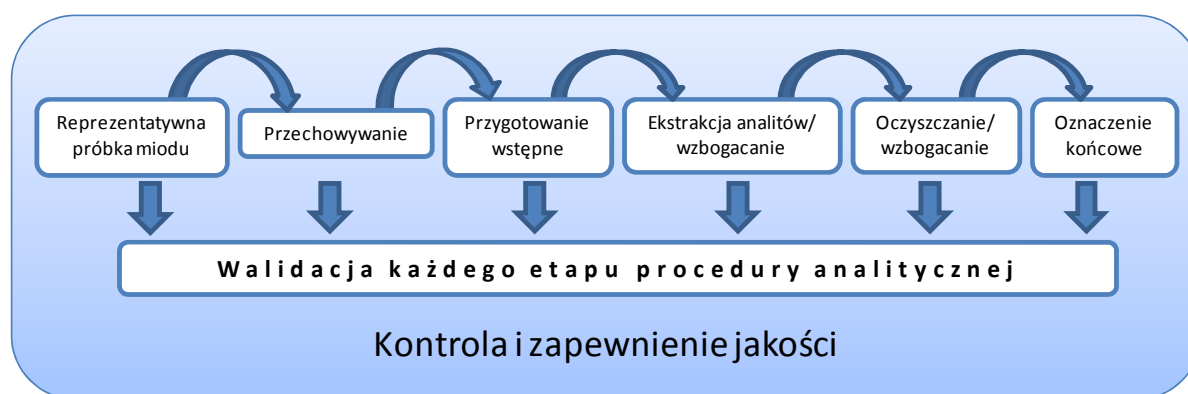 Reprezentatywna
próbka miodu
Przechowywanie
Przygotowanie
wstępne
Ekstrakcja analitów/
wzbogacanie
Oczyszczanie/
wzbogacanie
Oznaczenie
końcowe
Walidacja każdego etapu procedury analitycznej
Kontrola i zapewnienie jakości